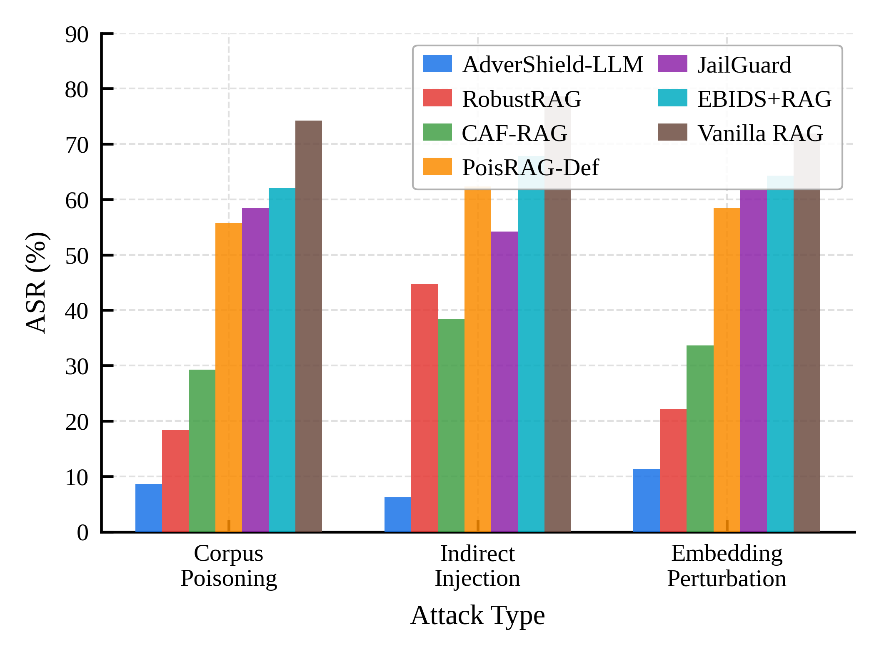 90
80
70
60
50
40
30
20
10
0
ASR (%)
AdverShield-LLM
RobustRAG
CAF-RAG
PoisRAG-Def
JailGuard
EBIDS+RAG
Vanilla RAG
Corpus
Poisoning
Indirect
Injection
Embedding
Perturbation
Attack Type